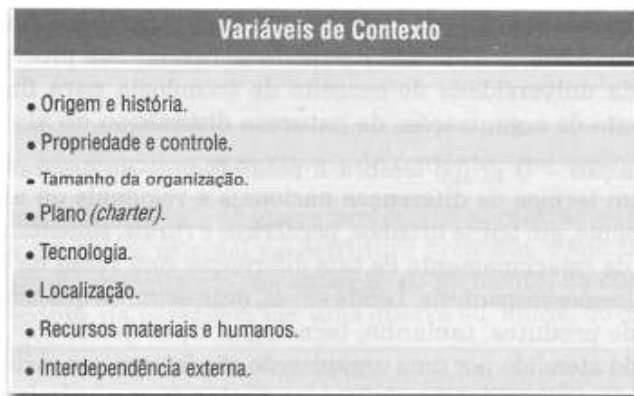 Variáveis de Contexto
• Origem e história.
• Propriedade e controle.
• Tamanho da organização.
• Plano (charter).
• Tecnologia.
• Localização.
• Recursos materiais e humanos.
• Interdependência externa.